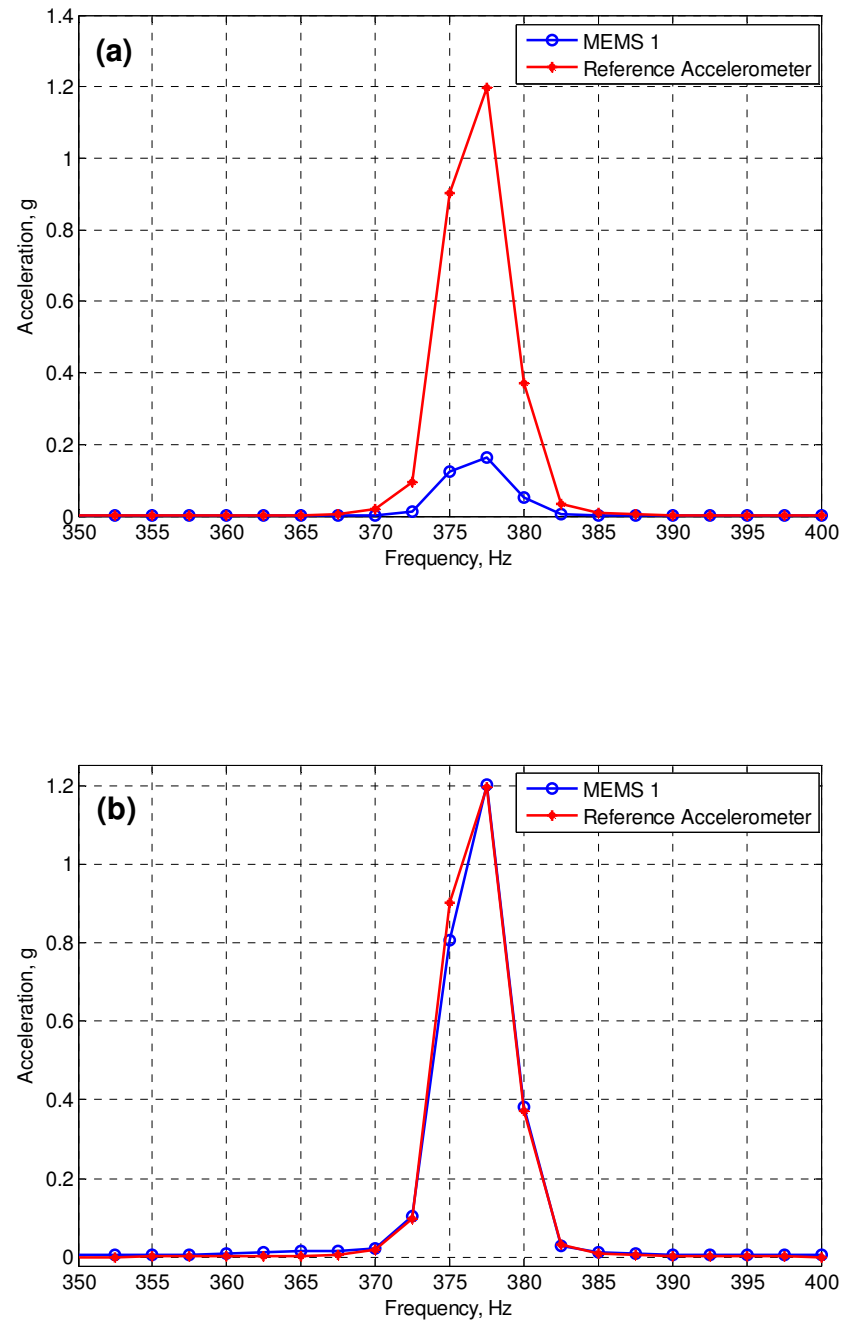 1.4
(a)
MEMS 1
Reference Accelerometer
1.2
1
0.8
0.6
0.4
0.2
0
Acceleration, g
350 355 360 365 370 375 380 385 390 395 400
Frequency, Hz
(b)
MEMS 1
Reference Accelerometer
1.2
1
0.8
0.6
0.4
0.2
0
Acceleration, g
350 355 360 365 370 375 380 385 390 395 400
Frequency, Hz